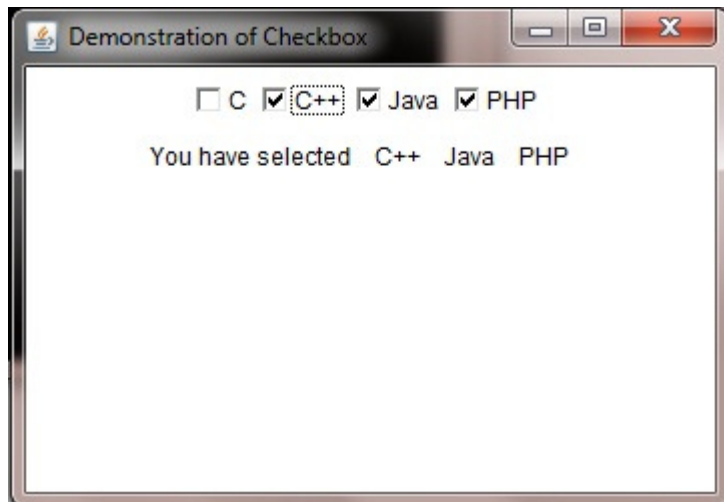 Demonstration of Checkbox
C C++ Java PHP
You have selected C++ Java PHP